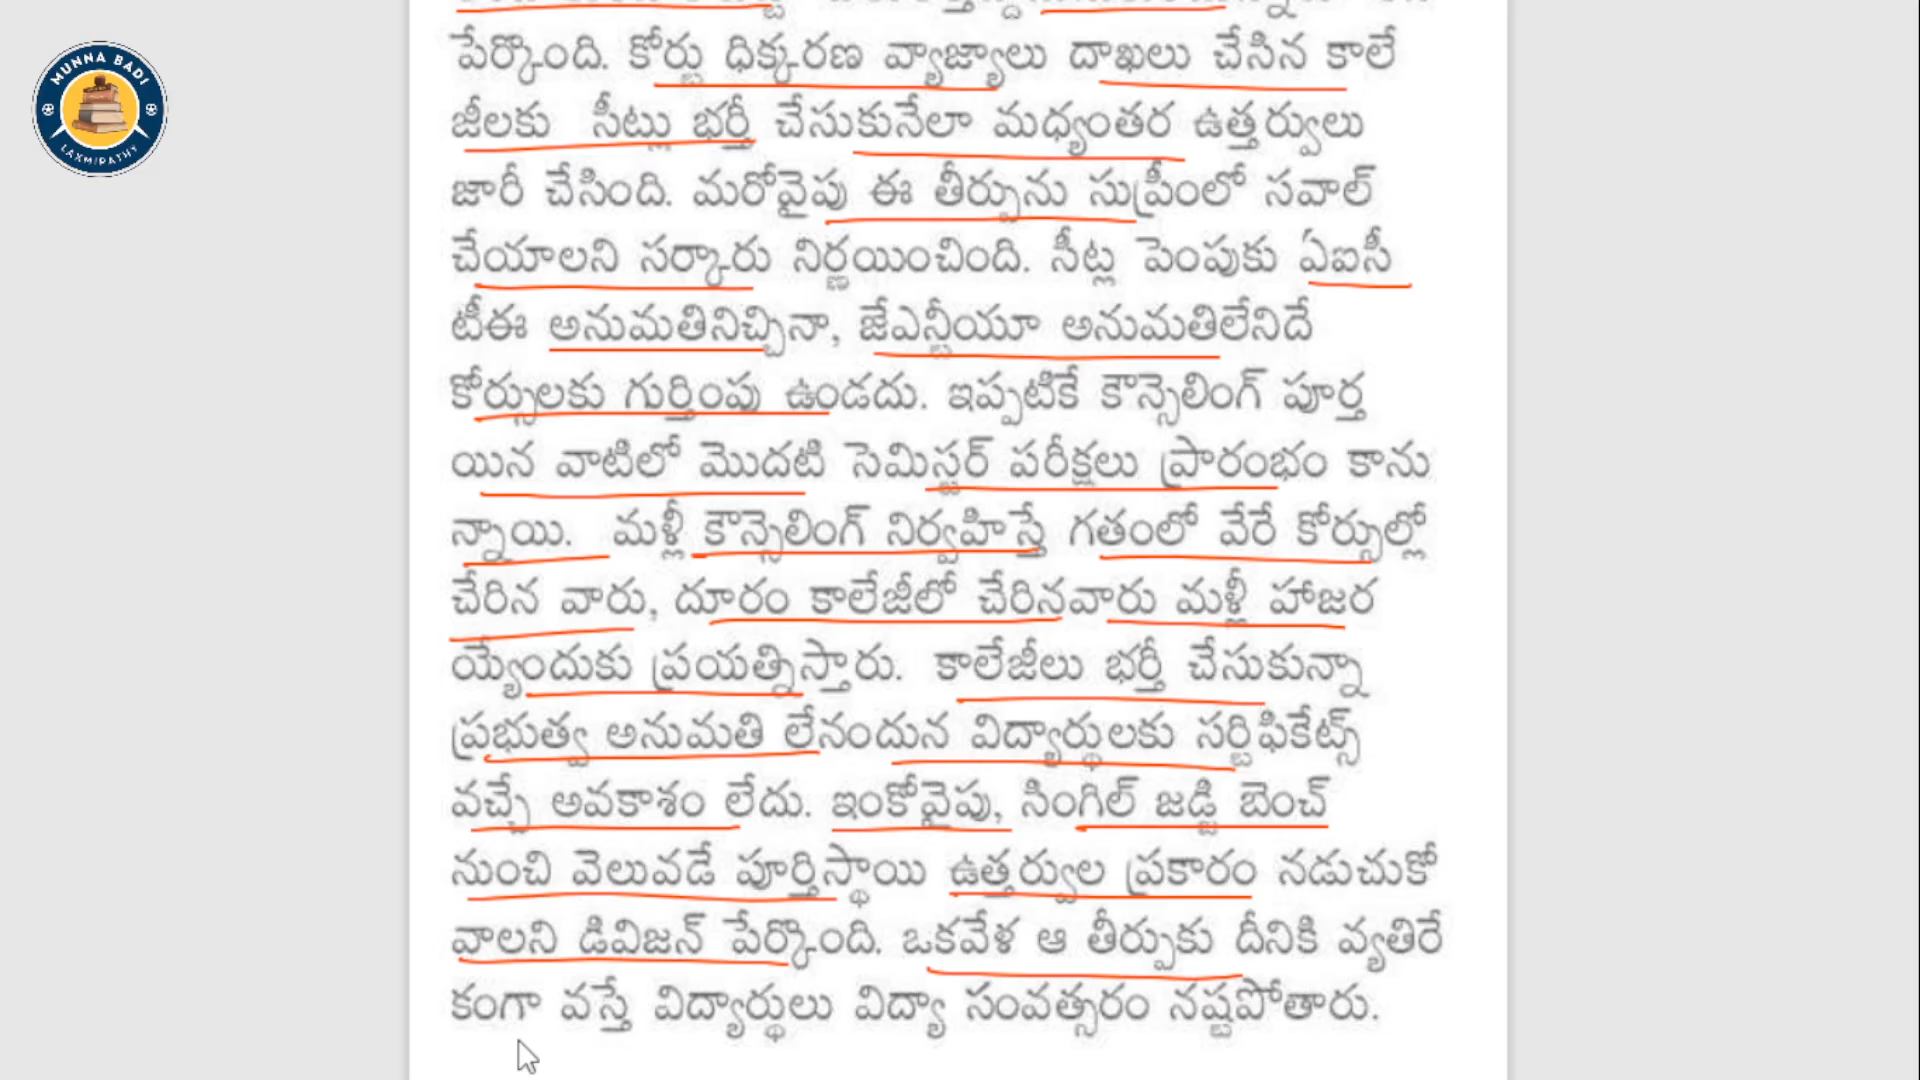 MUNNA BADI
LAXMIPATHY
పేర్కొంది. కోర్టు ధిక్కరణ వ్యాజ్యాలు దాఖలు చేసిన కాలే
జీలకు సీట్లు భర్తీ చేసుకునేలా మధ్యంతర ఉత్తర్వులు
జారీ చేసింది. మరోవైపు ఈ తీర్పును సుప్రీంలో సవాల్
చేయాలని సర్కారు నిర్ణయించింది. సీట్ల పెంపుకు ఏఐసీ
టీఈ అనుమతినిచ్చినా, జేఎన్టీయూ అనుమతిలేనిదే
కోర్సులకు గుర్తింపు ఉండదు. ఇప్పటికే కౌన్సెలింగ్ పూర్త
యిన వాటిలో మొదటి సెమిస్టర్ పరీక్షలు ప్రారంభం కాను
న్నాయి. మళ్లీ కౌన్సెలింగ్ నిర్వహిస్తే గతంలో వేరే కోర్సుల్లో
చేరిన వారు, దూరం కాలేజీలో చేరినవారు మళ్లీ హాజర
య్యేందుకు ప్రయత్నిస్తారు. కాలేజీలు భర్తీ చేసుకున్నా
ప్రభుత్వ అనుమతి లేనందున విద్యార్థులకు సర్టిఫికేట్స్
వచ్చే అవకాశం లేదు. ఇంకోవైపు, సింగిల్ జడ్జి బెంచ్
నుంచి వెలువడే పూర్తిస్థాయి ఉత్తర్వుల ప్రకారం నడుచుకో
వాలని డివిజన్ పేర్కొంది. ఒకవేళ ఆ తీర్పుకు దీనికి వ్యతిరే
కంగా వస్తే విద్యార్థులు విద్యా సంవత్సరం నష్టపోతారు.